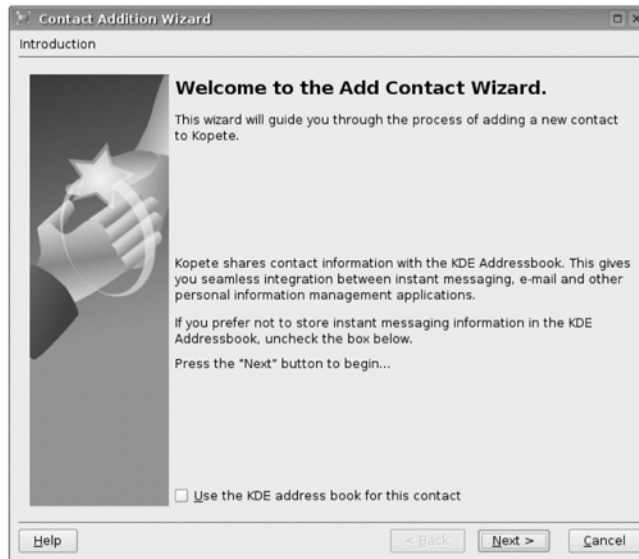 Contact Addition Wizard
Introduction
Welcome to the Add Contact Wizard.
This wizard will guide you through the process of adding a new contact
to Kopete.
Kopete shares contact information with the KDE Addressbook. This gives
you seamless integration between instant messaging, e-mail and other
personal information management applications.
If you prefer not to store instant messaging information in the KDE
Addressbook, uncheck the box below.
Press the "Next" button to begin...
Use the KDE address book for this contact
Help
< Back
Next >
Cancel